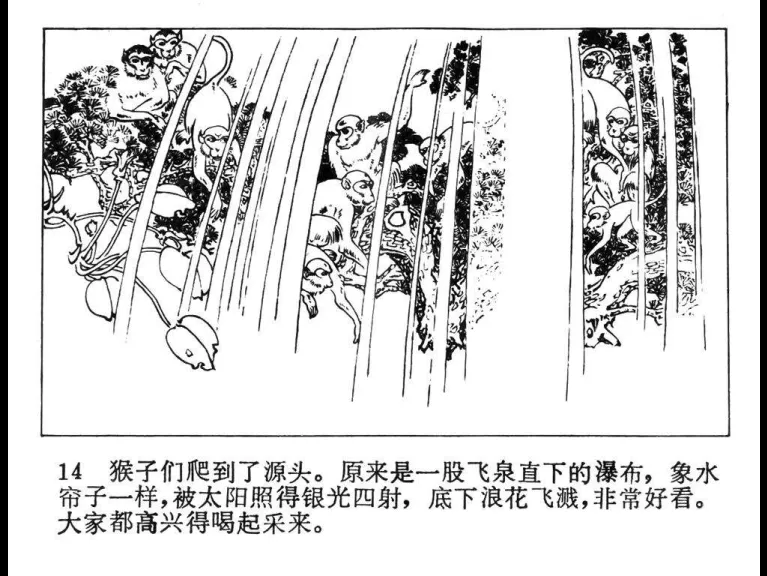 14 猴子们爬到了源头。原来是一股飞泉直下的瀑布，象水
帘子一样，被太阳照得银光四射，底下浪花飞溅，非常好看。
大家都高兴得喝起采来。